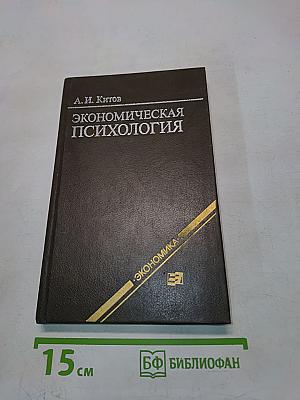 А. И. Китов
ЭКОНОМИЧЕСКАЯ
ПСИХОЛОГИЯ
·ЭКОНОМИКА·
15 см
БФ БИБЛИОФАН